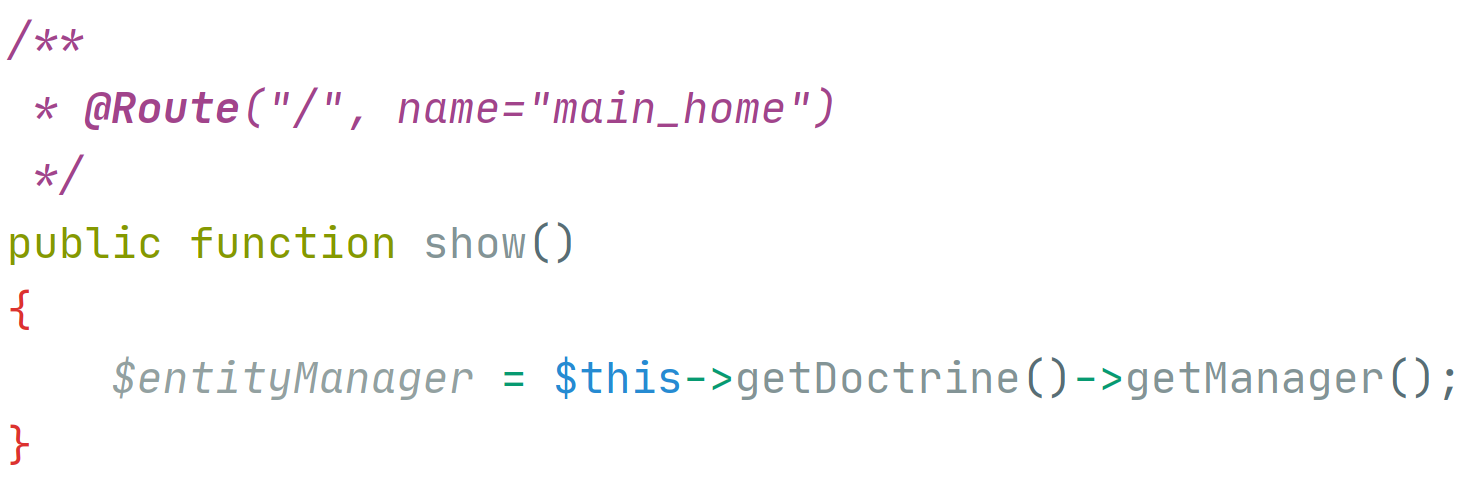 /**
 * @Route("/", name="main_home")
 */
public function show()
{
    $entityManager = $this->getDoctrine()->getManager();
}